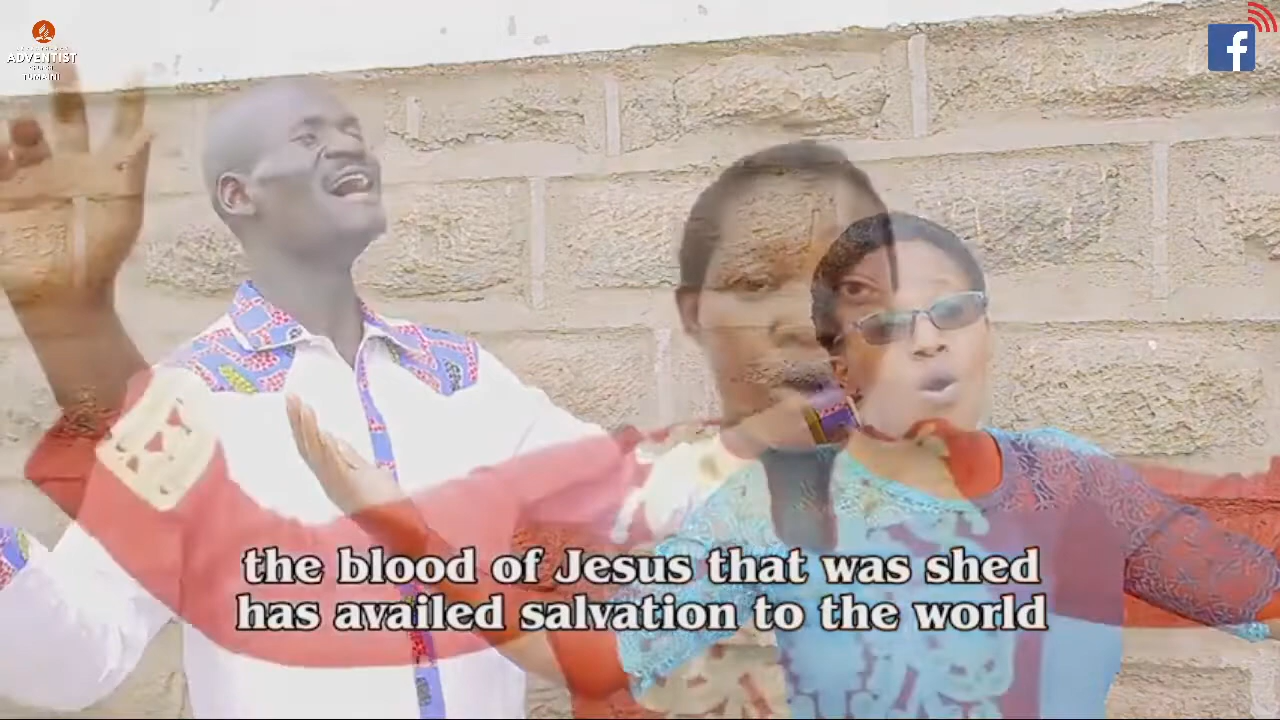 ADVENTIST
the blood of Jesus that was shed
has availed salvation to the world